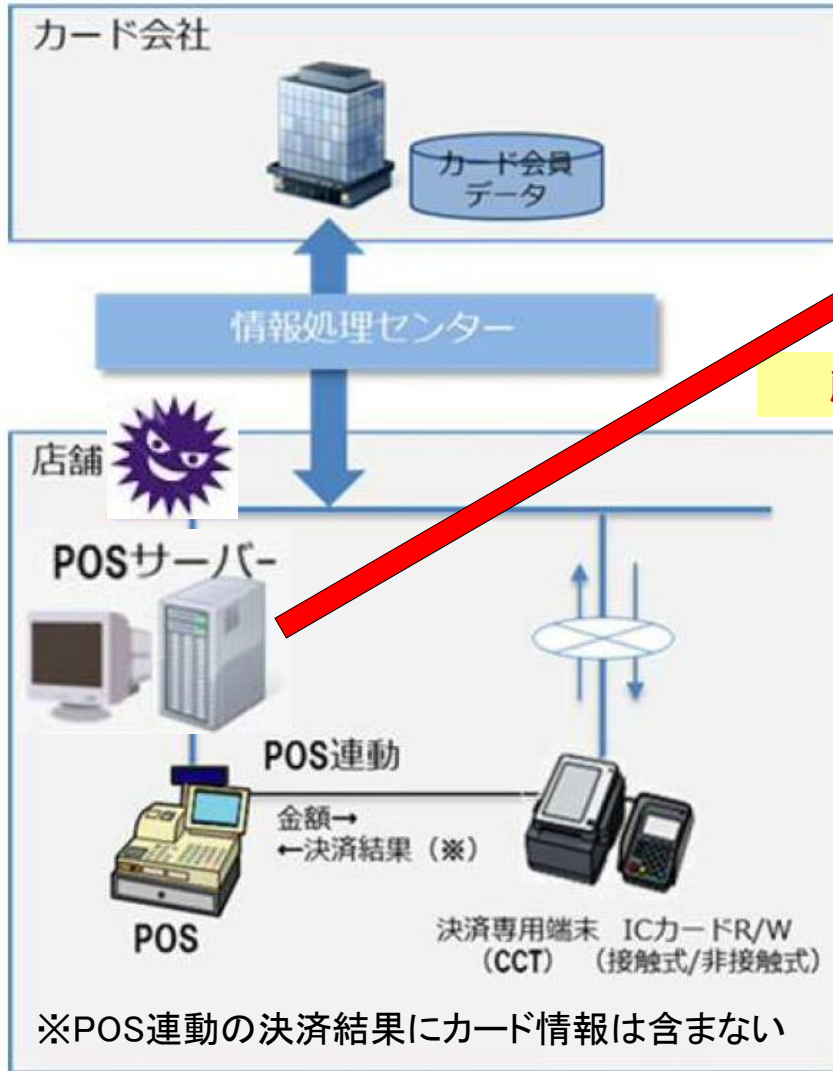 カード会社
カード会員
データ
情報処理センター
店舗
POSサーバー
POS連動
金額→
←決済結果（※）
POS
決済専用端末
（CCT）
ICカードR/W
（接触式/非接触式）
※POS連動の決済結果にカード情報は含まない